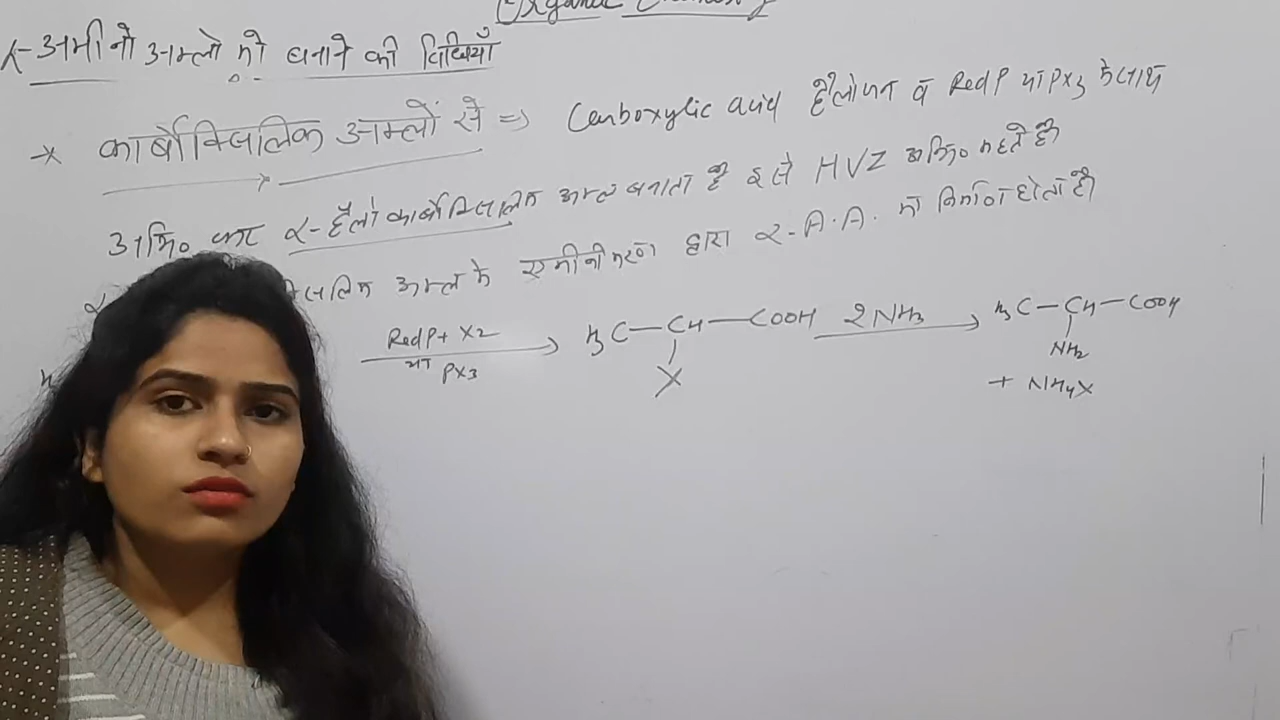 Organic Chemistry
α-अमीनो अम्लो को बनाने की विधियाँ
* कार्बोक्सिलिक अम्लों से => Carboxylic acid हैलोजन व Red P या PX3 के साथ
अभि० कर α-हैलो कार्बोक्सिलिक अम्ल बनाता है इसे HVZ अभि० कहते है।
α- सिलिक अम्ल के एमीनीकरण द्वारा α-A.A. का निर्माण होता है।
Red P + X2
या PX3
H3C—CH—COOH
X
2NH3
H3C—CH—COOH
NH2
+ NH4X